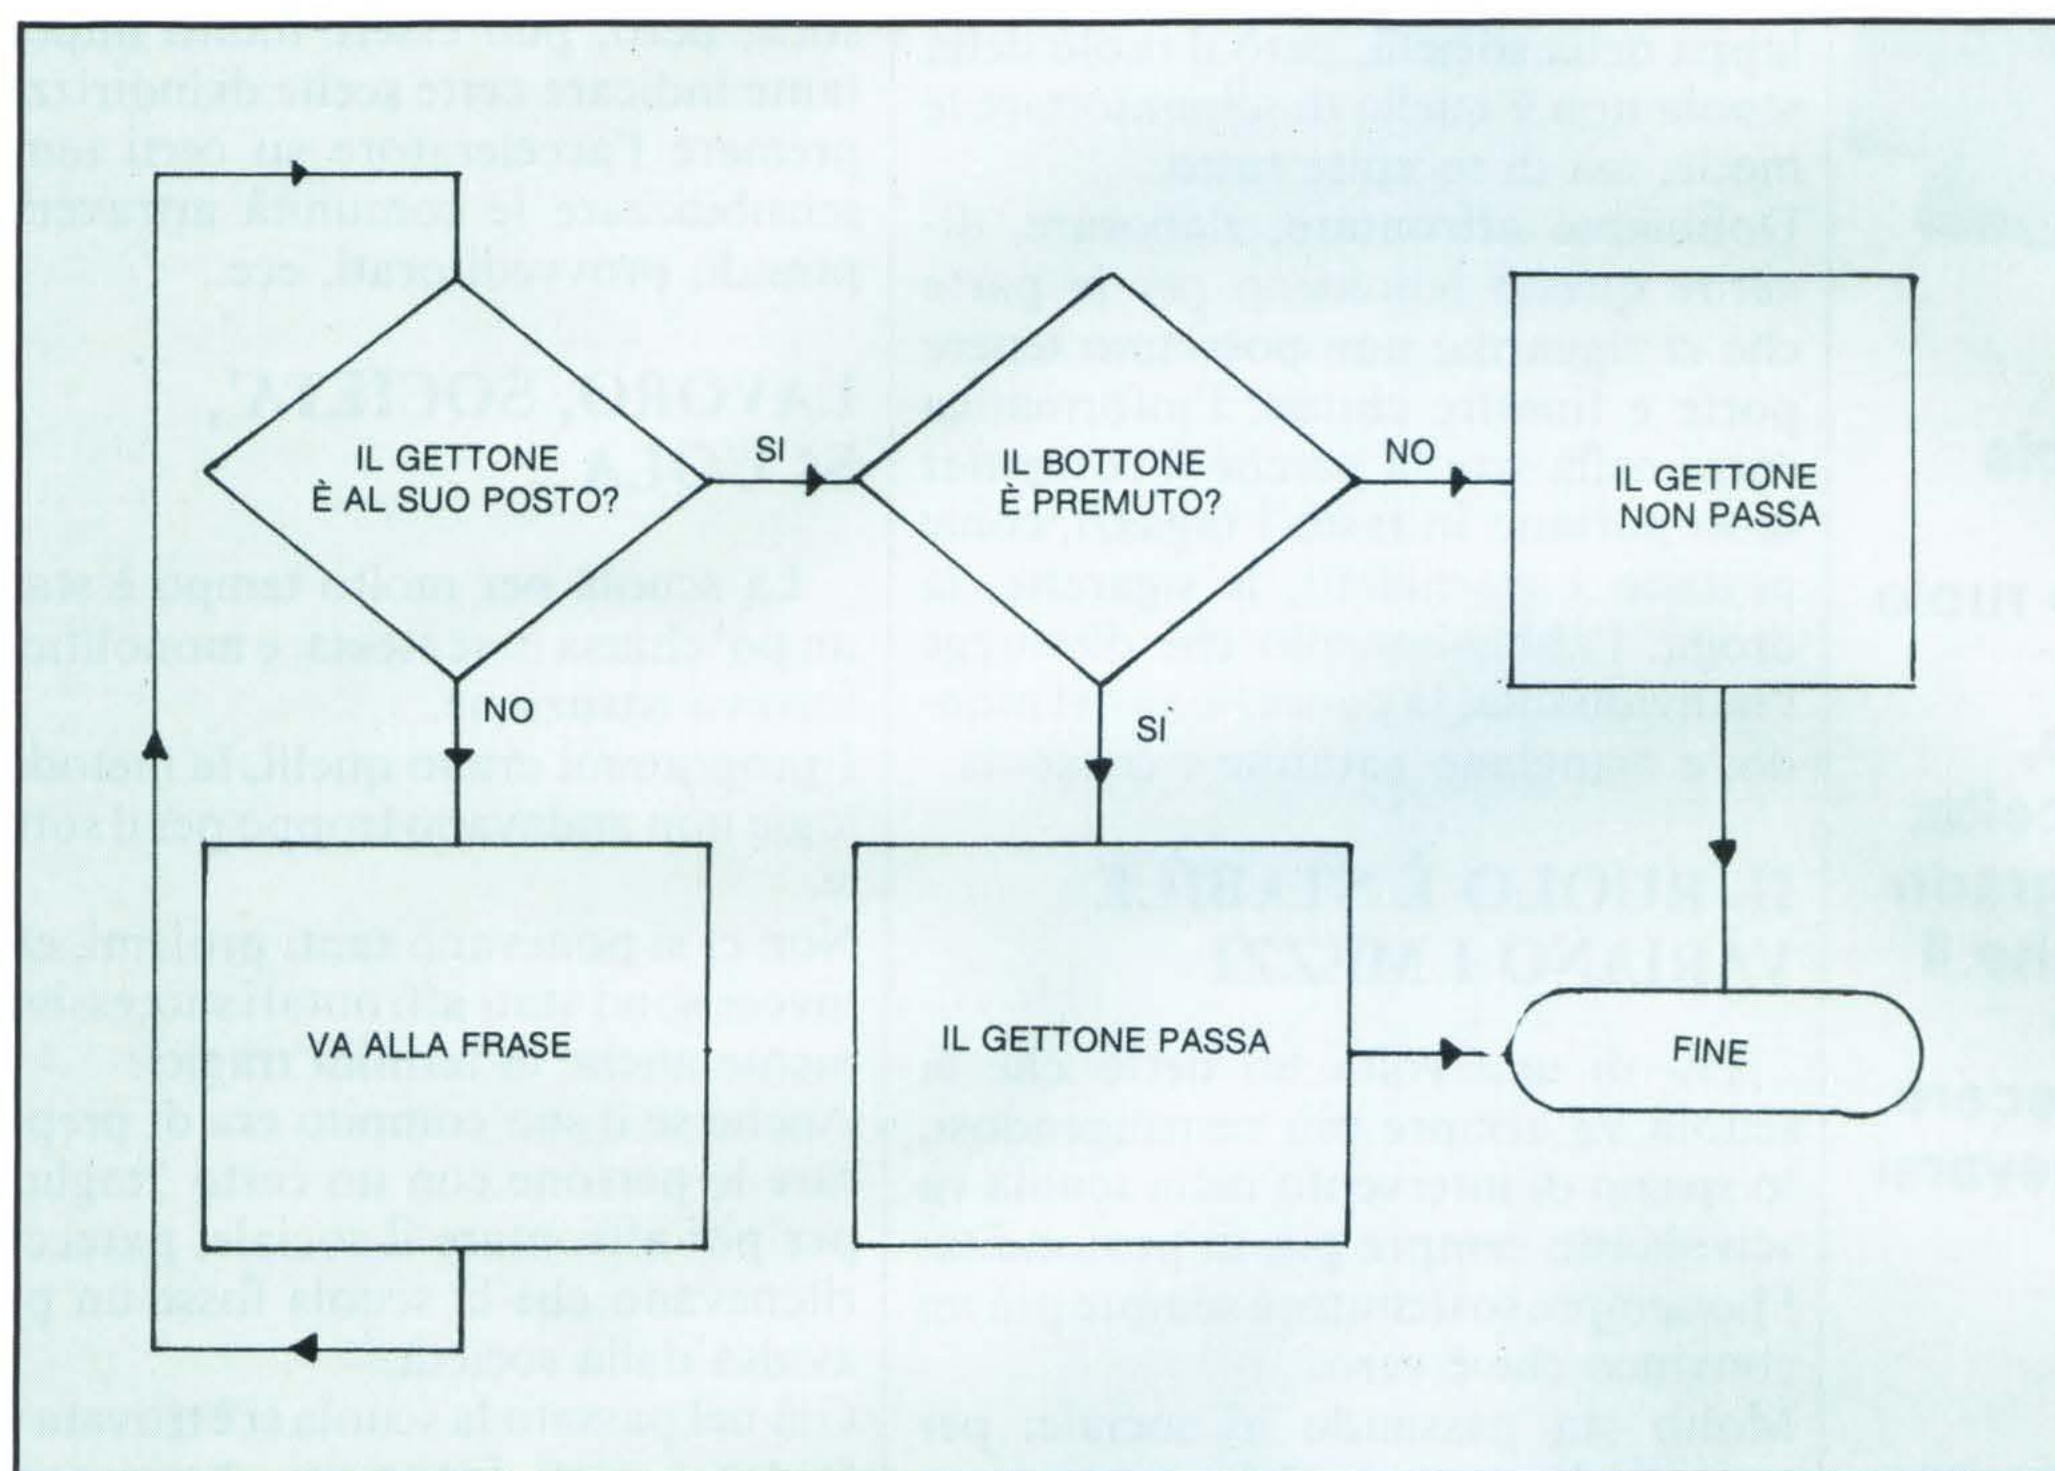 IL GETTONE
È AL SUO POSTO?
SI
IL BOTTONE
È PREMUTO?
NO
IL GETTONE
NON PASSA
NO
SÌ
VA ALLA FRASE
IL GETTONE PASSA
FINE